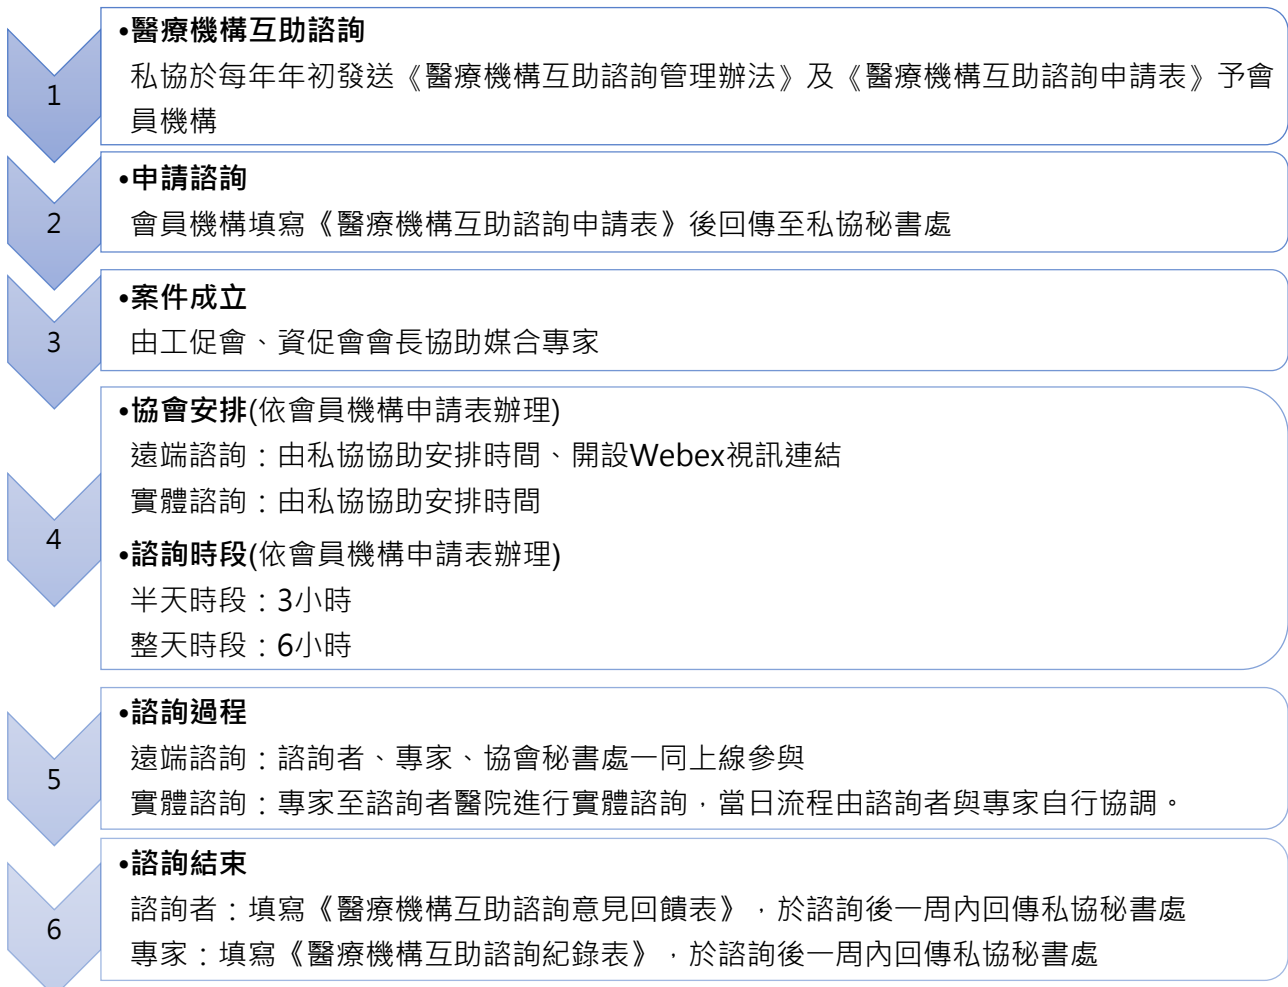 1
•醫療機構互助諮詢
私協於每年年初發送《醫療機構互助諮詢管理辦法》及《醫療機構互助諮詢申請表》予會
員機構
2
•申請諮詢
會員機構填寫《醫療機構互助諮詢申請表》後回傳至私協秘書處
3
•案件成立
由工促會、資促會會長協助媒合專家
4
•協會安排(依會員機構申請表辦理)
遠端諮詢：由私協協助安排時間、開設Webex視訊連結
實體諮詢：由私協協助安排時間
•諮詢時段(依會員機構申請表辦理)
半天時段：3小時
整天時段：6小時
5
•諮詢過程
遠端諮詢：諮詢者、專家、協會秘書處一同上線參與
實體諮詢：專家至諮詢者醫院進行實體諮詢，當日流程由諮詢者與專家自行協調。
6
•諮詢結束
諮詢者：填寫《醫療機構互助諮詢意見回饋表》，於諮詢後一周內回傳私協秘書處
專家：填寫《醫療機構互助諮詢紀錄表》，於諮詢後一周內回傳私協秘書處